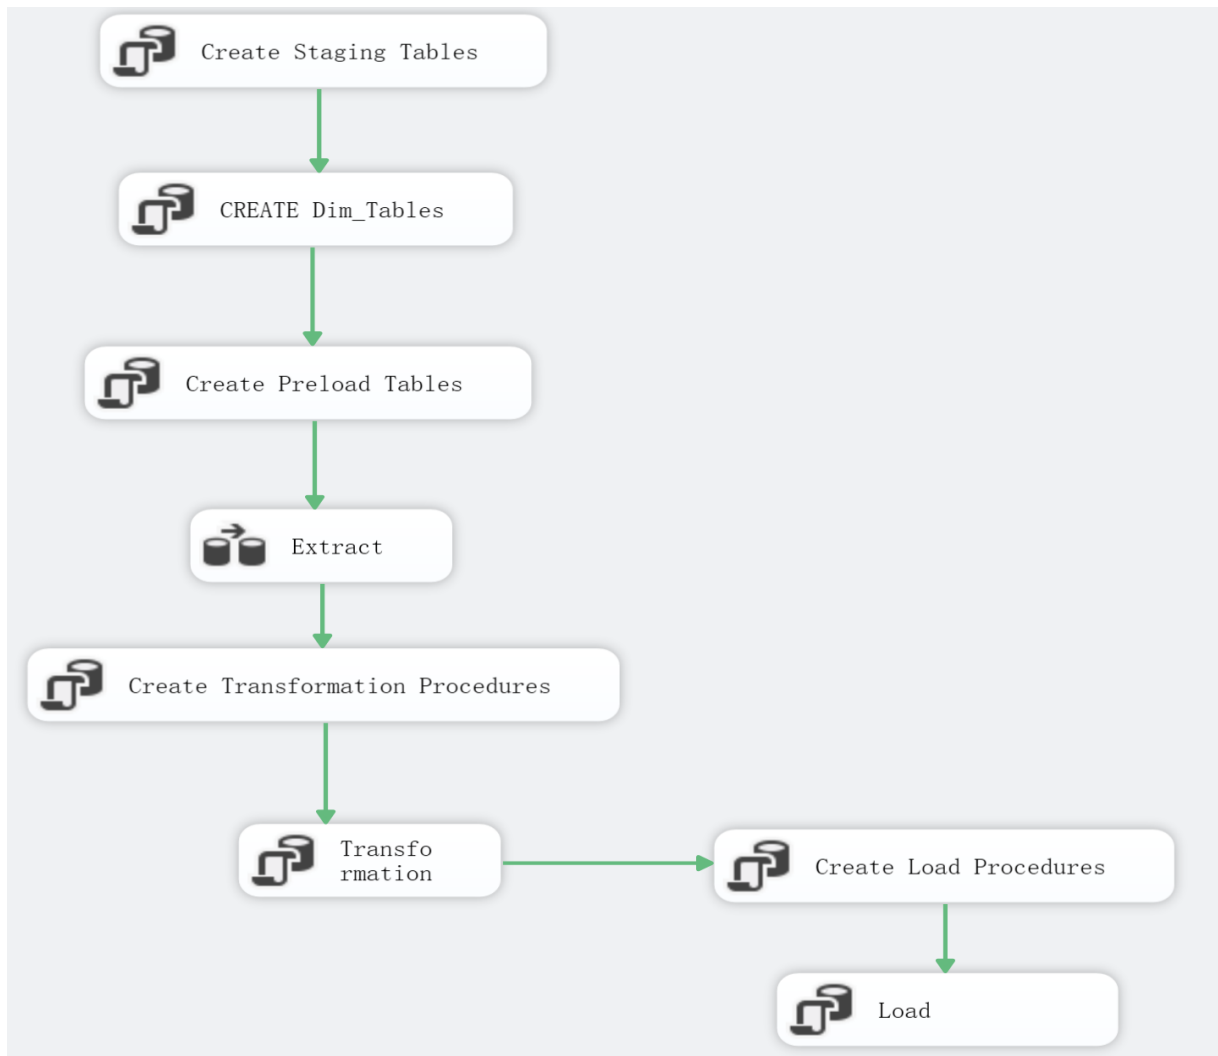 Create Staging Tables
CREATE Dim_Tables
Create Preload Tables
Extract
Create Transformation Procedures
Transfo
rmation
Create Load Procedures
Load